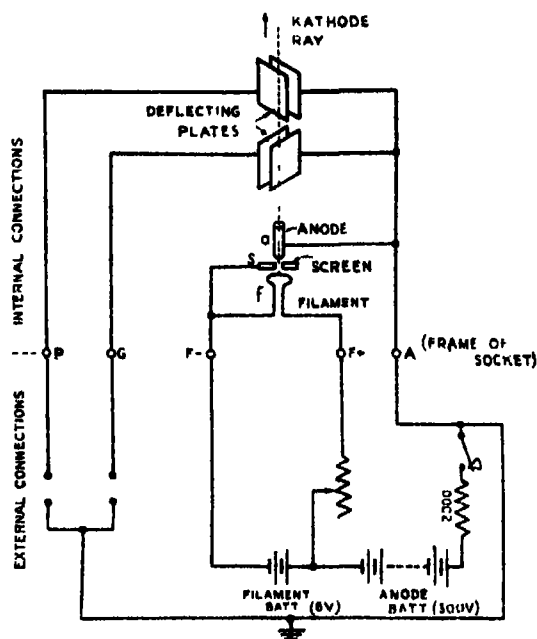 KATHODE
RAY
DEFLECTING
PLATES
ANODE
a
S
SCREEN
f
FILAMENT
INTERNAL CONNECTIONS
P
G
F-
F+
A
(FRAME OF
SOCKET)
EXTERNAL CONNECTIONS
2000
FILAMENT
BATT (6V)
ANODE
BATT (300V)